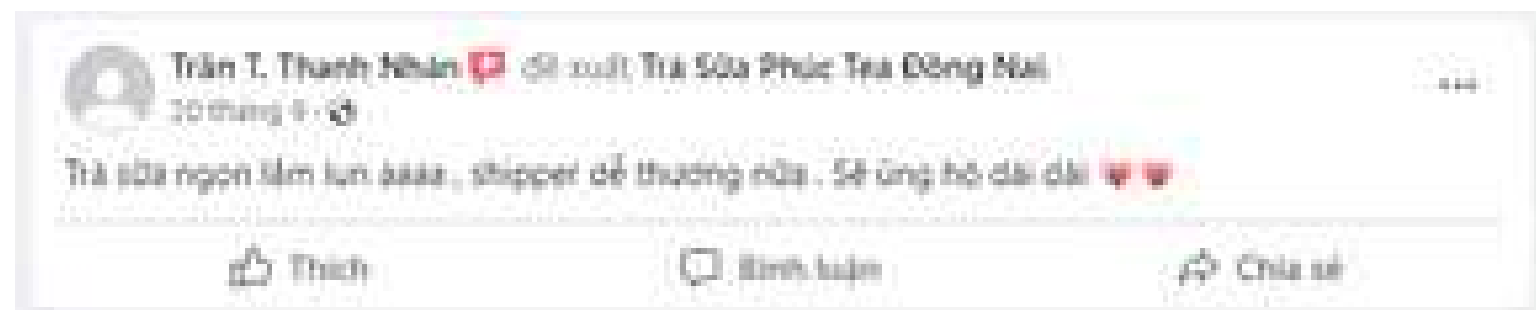 Trần T. Thanh Nhàn đề xuất Trà Sữa Phúc Tea Đồng Nai.
20 tháng 9 ·
Trà sữa ngon lắm lun àaaa , shipper dễ thương nữa . Sẽ ủng hộ dài dài
Thích
Bình luận
Chia sẻ